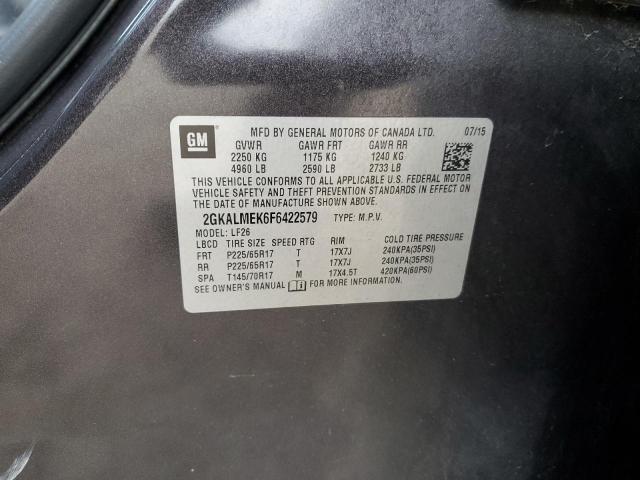 GM
MFD BY GENERAL MOTORS OF CANADA LTD. 07/15
GVWR GAWR FRT GAWR RR
2250 KG 1175 KG 1240 KG
4960 LB 2590 LB 2733 LB
THIS VEHICLE CONFORMS TO ALL APPLICABLE U.S. FEDERAL MOTOR
VEHICLE SAFETY AND THEFT PREVENTION STANDARDS IN EFFECT ON
THE DATE OF MANUFACTURE SHOWN ABOVE.
2GKALMEK6F6422579 TYPE: M.P.V.
MODEL: LF26
LBCD TIRE SIZE SPEED RTG RIM COLD TIRE PRESSURE
FRT P225/65R17 T 17X7J 240KPA(35PSI)
RR P225/65R17 T 17X7J 240KPA(35PSI)
SPA T145/70R17 M 17X4.5T 420KPA(60PSI)
SEE OWNER'S MANUAL FOR MORE INFORMATION.